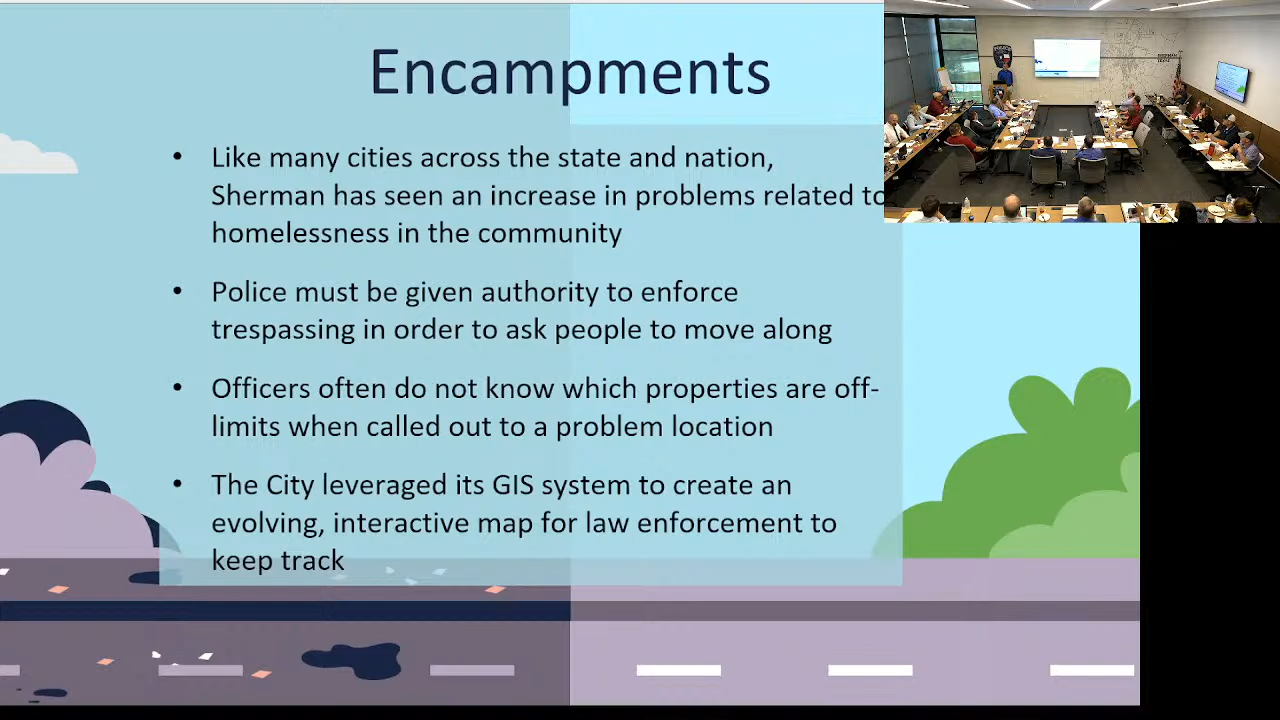 Encampments
• Like many cities across the state and nation,
Sherman has seen an increase in problems related to
homelessness in the community
• Police must be given authority to enforce
trespassing in order to ask people to move along
• Officers often do not know which properties are off-
limits when called out to a problem location
• The City leveraged its GIS system to create an
evolving, interactive map for law enforcement to
keep track